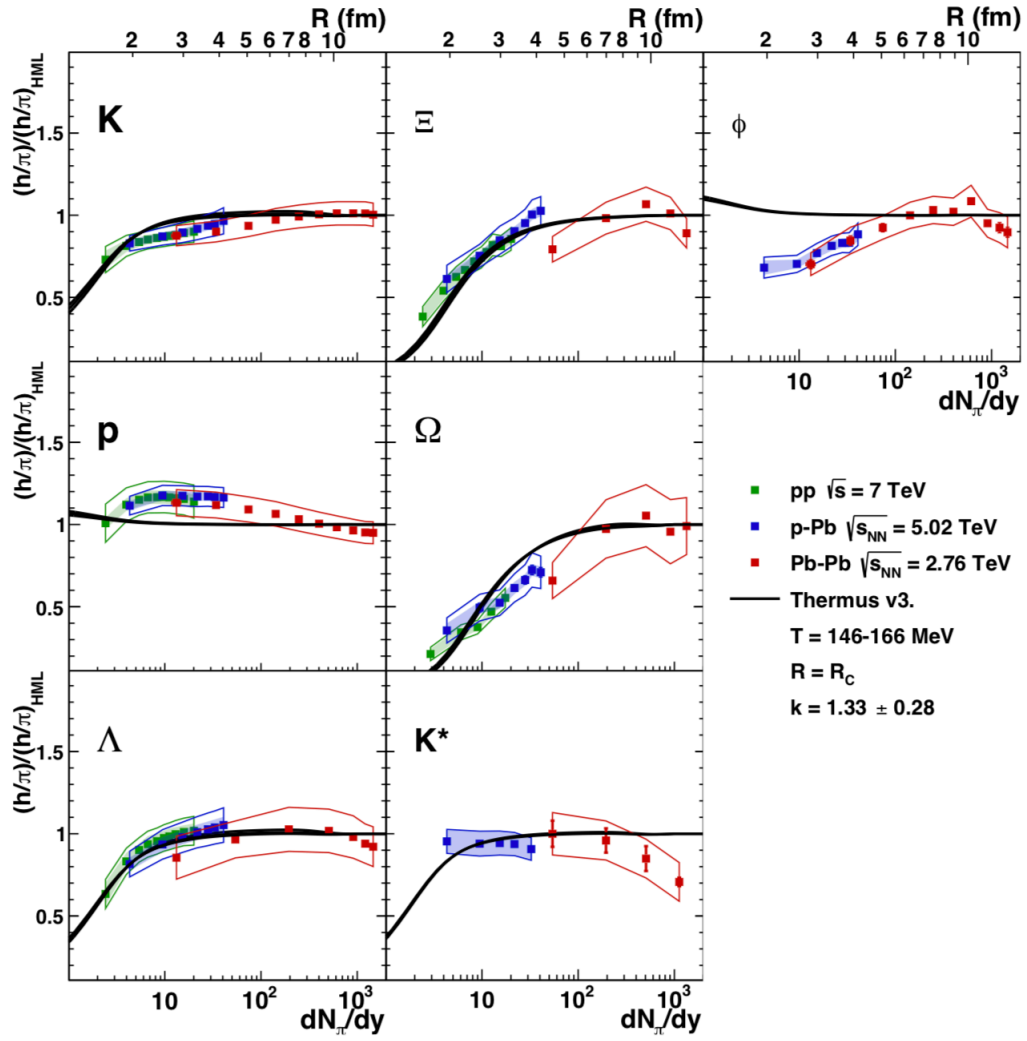 R (fm) R (fm) R (fm)
2 3 4 5 6 7 8 10 2 3 4 5 6 7 8 10 2 3 4 5 6 7 8 10
(h/π)/(h/π)HML
K Ξ ϕ
1.5
1
0.5
10 10² 10³
dNπ/dy
(h/π)/(h/π)HML
p Ω
1.5
1
0.5
pp √s = 7 TeV
p-Pb √sNN = 5.02 TeV
Pb-Pb √sNN = 2.76 TeV
Thermus v3.
T = 146-166 MeV
R = RC
k = 1.33 ± 0.28
(h/π)/(h/π)HML
Λ K*
1.5
1
0.5
10 10² 10³ 10 10² 10³
dNπ/dy dNπ/dy